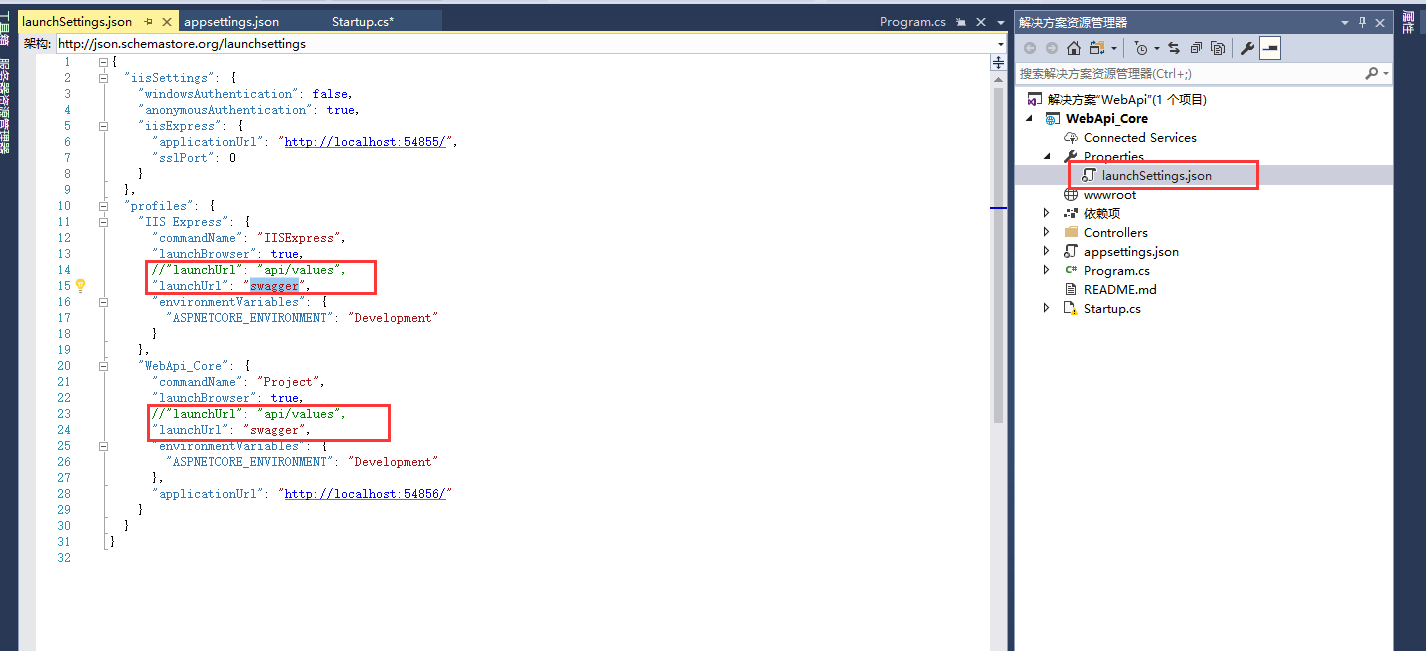 launchSettings.json
appsettings.json
Startup.cs*
Program.cs
架构: http://json.schemastore.org/launchsettings
1 {
2 "iisSettings": {
3 "windowsAuthentication": false,
4 "anonymousAuthentication": true,
5 "iisExpress": {
6 "applicationUrl": "http://localhost:54855/",
7 "sslPort": 0
8 }
9 },
10 "profiles": {
11 "IIS Express": {
12 "commandName": "IISExpress",
13 "launchBrowser": true,
14 //"launchUrl": "api/values",
15 "launchUrl": "swagger",
16 "environmentVariables": {
17 "ASPNETCORE_ENVIRONMENT": "Development"
18 }
19 },
20 "WebApi_Core": {
21 "commandName": "Project",
22 "launchBrowser": true,
23 //"launchUrl": "api/values",
24 "launchUrl": "swagger",
25 "environmentVariables": {
26 "ASPNETCORE_ENVIRONMENT": "Development"
27 },
28 "applicationUrl": "http://localhost:54856/"
29 }
30 }
31 }
32
工具箱
服务器资源管理器
解决方案资源管理器
搜索解决方案资源管理器(Ctrl+;)
解决方案"WebApi"(1 个项目)
WebApi_Core
Connected Services
Properties
launchSettings.json
wwwroot
依赖项
Controllers
appsettings.json
C# Program.cs
README.md
Startup.cs
属性